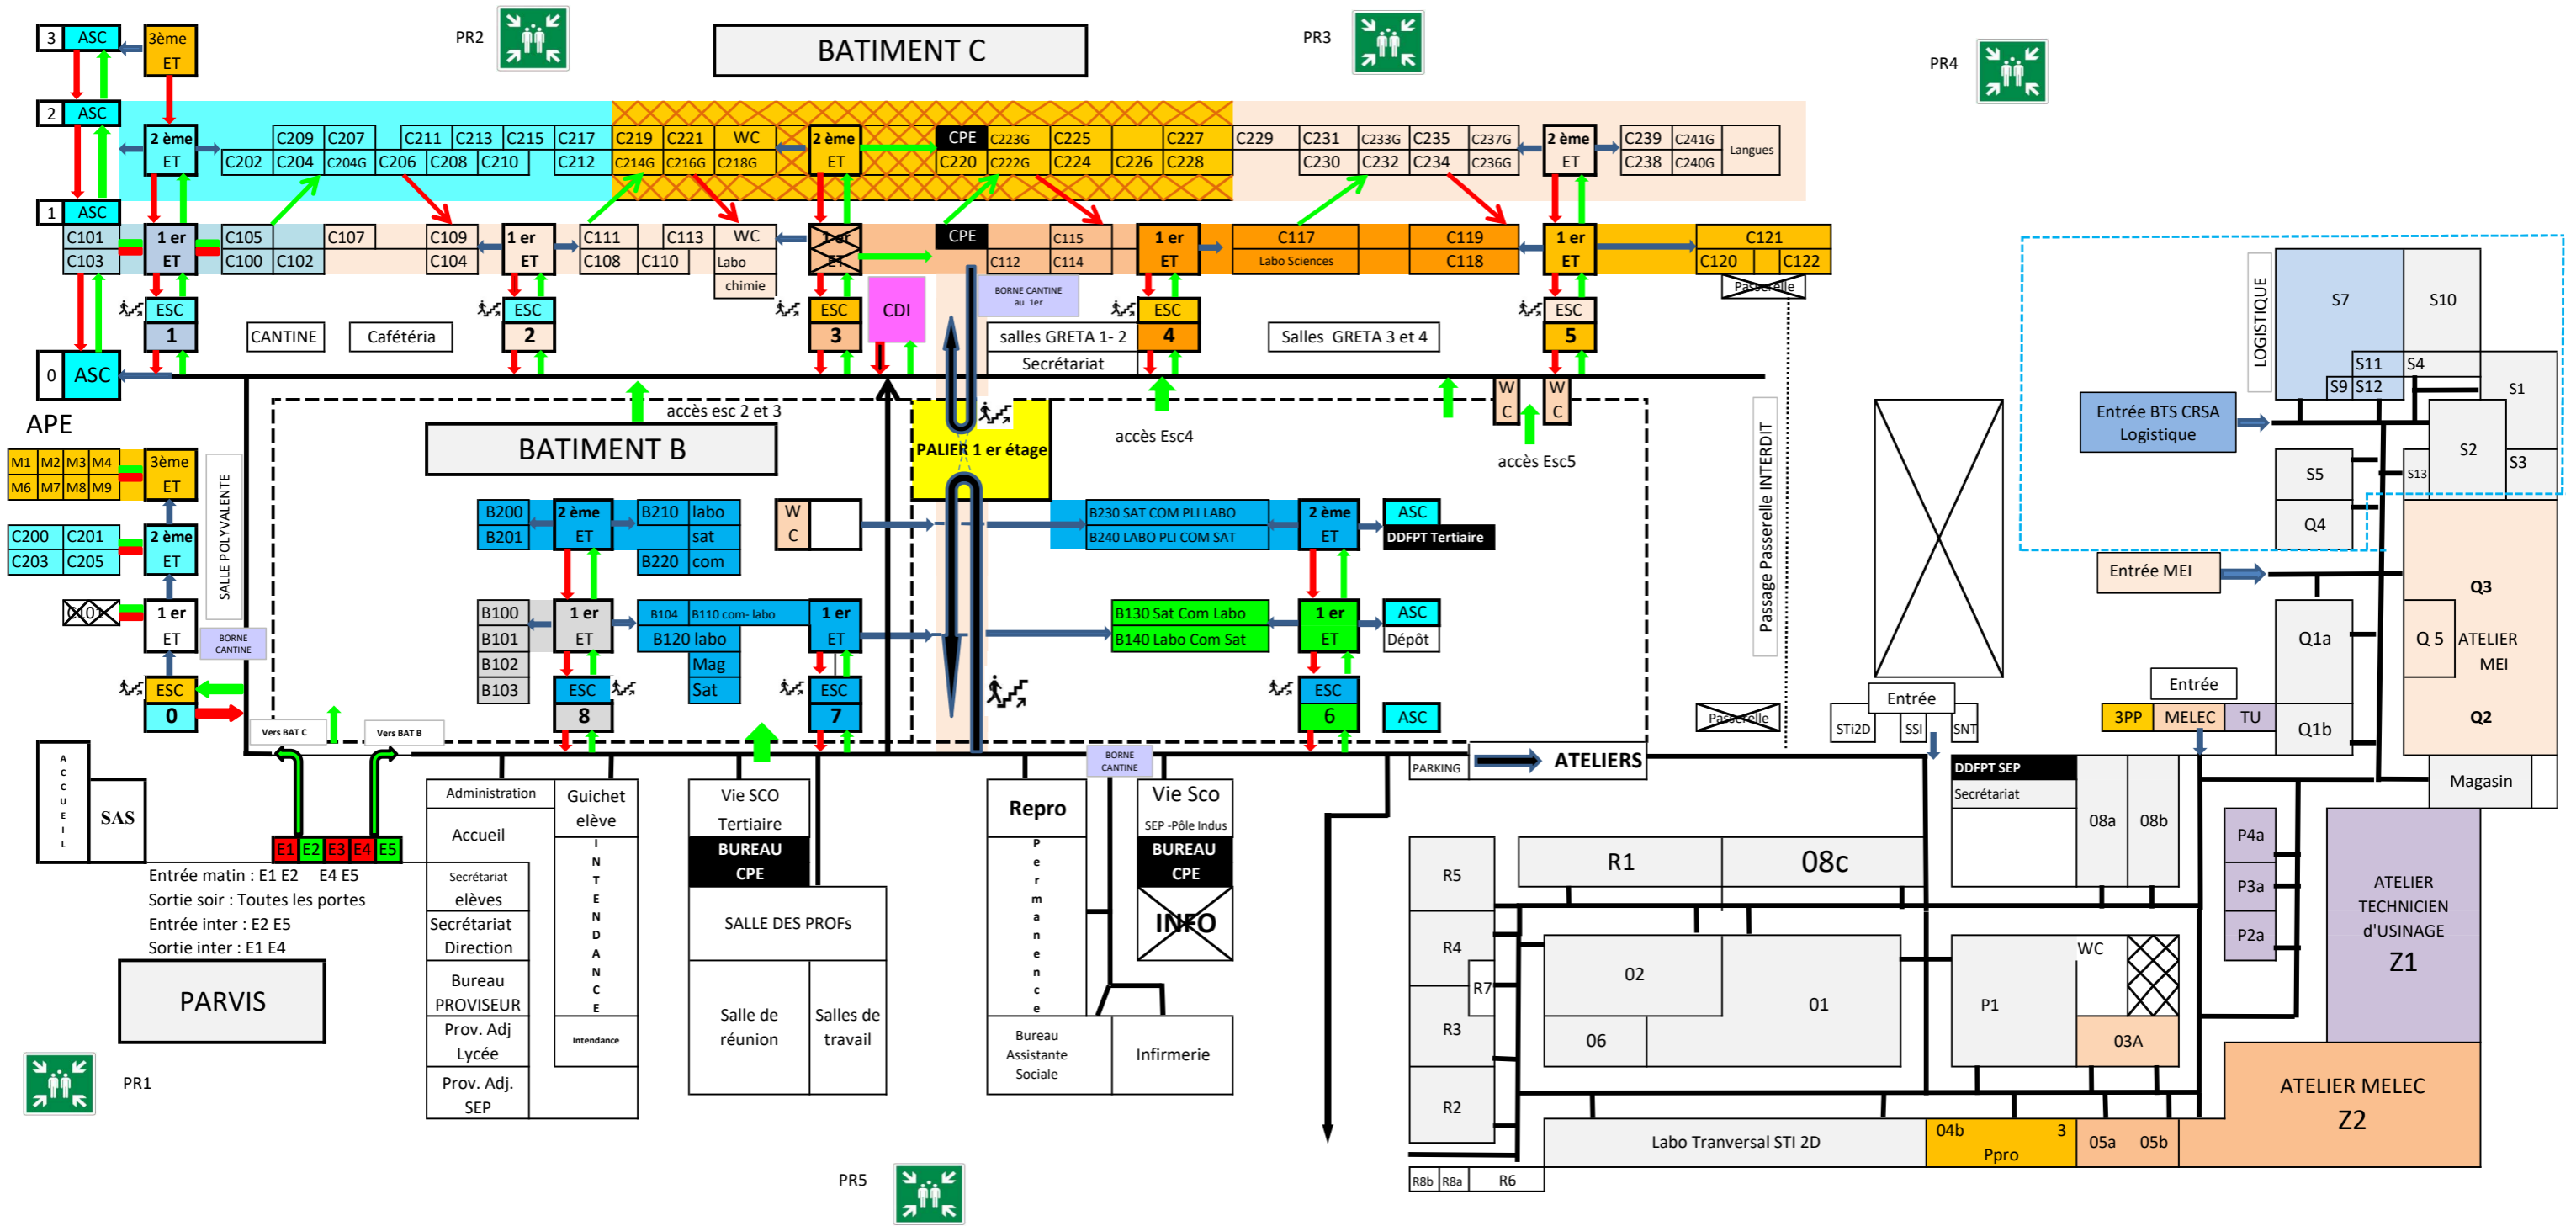 PR2
BATIMENT C
PR3
PR4
3 ASC 3ème ET
2 ASC
2 ème ET
C209 C207 C211 C213 C215 C217 C219 C221 WC
C202 C204 C204G C206 C208 C210 C212 C214G C216G C218G
2 ème ET
CPE C223G C225 C227 C229 C231 C233G C235 C237G
C220 C222G C224 C226 C228 C230 C232 C234 C236G
2 ème ET
C239 C241G
C238 C240G
Langues
1 ASC
C101
C103
1 er ET
C105 C107 C109
C100 C102 C104
1 er ET
C111 C113 WC
C108 C110 Labo
chimie
1 er ET
CPE C115
C112 C114
1 er ET
C117 C119
Labo Sciences C118
1 er ET
C121
C120 C122
Passerelle
ESC 1
CANTINE
Cafétéria
ESC 2
ESC 3
CDI
BORNE CANTINE
au 1er
salles GRETA 1- 2
Secrétariat
ESC 4
Salles GRETA 3 et 4
ESC 5
0 ASC
APE
accès esc 2 et 3
BATIMENT B
PALIER 1 er étage
accès Esc4
W C
W C
accès Esc5
Passage Passerelle INTERDIT
M1 M2 M3 M4
M6 M7 M8 M9
3ème ET
C200 C201
C203 C205
2 ème ET
C101
1 er ET
ESC 0
SALLE POLYVALENTE
BORNE
CANTINE
B200
B201
2 ème ET
B210 labo
sat
B220 com
W C
B230 SAT COM PLI LABO
B240 LABO PLI COM SAT
2 ème ET
ASC
DDFPT Tertiaire
B100
B101
B102
B103
1 er ET
B104 B110 com- labo
B120 labo
Mag
Sat
1 er ET
B130 Sat Com Labo
B140 Labo Com Sat
1 er ET
ASC
Dépôt
ESC 8
ESC 7
ESC 6
ASC
Passerelle
LOGISTIQUE
S7 S10
S11 S4
S9 S12
S1
Entrée BTS CRSA
Logistique
S2
S5 S13 S3
Q4
Entrée MEI
Q3
Q1a Q 5 ATELIER
MEI
Entrée
3PP MELEC TU
Q1b Q2
Entrée
STi2D SSI SNT
Vers BAT C
Vers BAT B
BORNE
CANTINE
PARKING
ATELIERS
ACCUEIL
SAS
E1 E2 E3 E4 E5
Entrée matin : E1 E2 E4 E5
Sortie soir : Toutes les portes
Entrée inter : E2 E5
Sortie inter : E1 E4
PARVIS
PR1
Administration
Accueil
Secrétariat
elèves
Secrétariat
Direction
Bureau
PROVISEUR
Prov. Adj
Lycée
Prov. Adj.
SEP
Guichet
elève
INTENDANCE
Intendance
Vie SCO
Tertiaire
BUREAU
CPE
SALLE DES PROFs
Salle de
réunion
Salles de
travail
Repro
Permanence
Bureau
Assistante
Sociale
Vie Sco
SEP -Pôle Indus
BUREAU
CPE
INFO
Infirmerie
PR5
DDFPT SEP
Secrétariat
08a 08b
Magasin
R5 R1 08c
R4
R7
R3
R2
02 01
06
P1 WC
03A
P4a
P3a
P2a
ATELIER
TECHNICIEN
d'USINAGE
Z1
ATELIER MELEC
Z2
Labo Tranversal STI 2D
04b 3
Ppro
05a 05b
R8b R8a R6